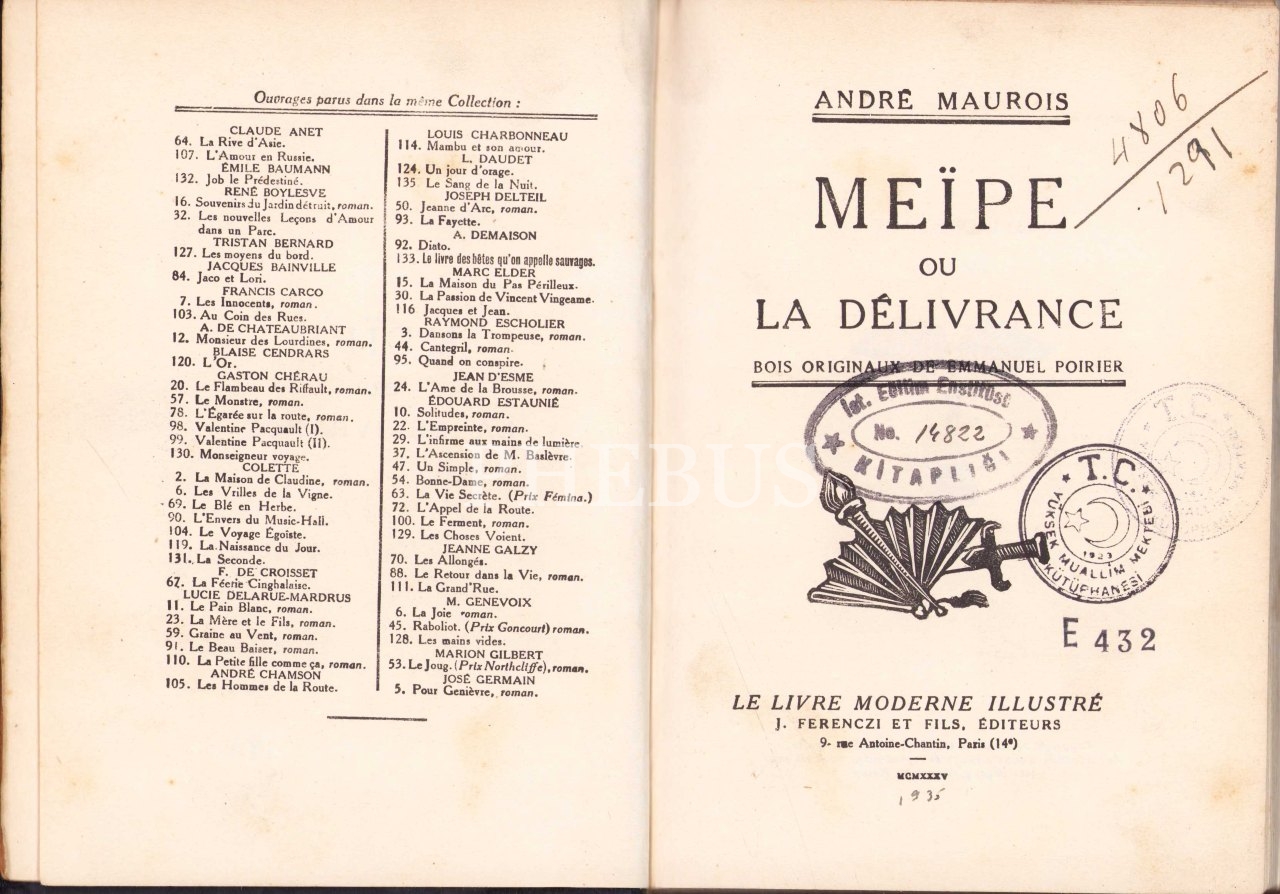 Ouvrages parus dans la même Collection :
CLAUDE ANET
64. La Rive d'Asie.
107. L'Amour en Russie.
ÉMILE BAUMANN
132. Job le Prédestiné.
RENÉ BOYLESVE
16. Souvenirs du Jardin détruit, roman.
32. Les nouvelles Leçons d'Amour
dans un Parc.
TRISTAN BERNARD
127. Les moyens du bord.
JACQUES BAINVILLE
84. Jaco et Lori.
FRANCIS CARCO
7. Les Innocents, roman.
103. Au Coin des Rues.
A. DE CHATEAUBRIANT
12. Monsieur des Lourdines, roman.
BLAISE CENDRARS
120. L'Or.
GASTON CHÉRAU
20. Le Flambeau des Riffault, roman.
57. Le Monstre, roman.
78. L'Égarée sur la route, roman.
98. Valentine Pacquault (I).
99. Valentine Pacquault (II).
130. Monseigneur voyage.
COLETTE
2. La Maison de Claudine, roman.
6. Les Vrilles de la Vigne.
69. Le Blé en Herbe.
90. L'Envers du Music-Hall.
104. Le Voyage Égoïste.
119. La Naissance du Jour.
131. La Seconde.
F. DE CROISSET
67. La Féerie Cinghalaise.
LUCIE DELARUE-MARDRUS
11. Le Pain Blanc, roman.
23. La Mère et le Fils, roman.
59. Graine au Vent, roman.
91. Le Beau Baiser, roman.
110. La Petite fille comme ça, roman.
ANDRÉ CHAMSON
105. Les Hommes de la Route.
LOUIS CHARBONNEAU
114. Mambu et son amour.
L. DAUDET
124. Un jour d'orage.
135 Le Sang de la Nuit.
JOSEPH DELTEIL
50. Jeanne d'Arc, roman.
93. La Fayette.
A. DEMAISON
92. Diato.
133. Le livre des bêtes qu'on appelle sauvages.
MARC ELDER
15. La Maison du Pas Périlleux.
30. La Passion de Vincent Vingeame.
116 Jacques et Jean.
RAYMOND ESCHOLIER
3. Dansons la Trompeuse, roman.
44. Cantegril, roman.
95. Quand on conspire.
JEAN D'ESME
24. L'Ame de la Brousse, roman.
ÉDOUARD ESTAUNIÉ
10. Solitudes, roman.
22. L'Empreinte, roman.
29. L'infirme aux mains de lumière.
37. L'Ascension de M. Baslèvre.
47. Un Simple, roman.
54. Bonne-Dame, roman.
63. La Vie Secrète. (Prix Fémina.)
72. L'Appel de la Route.
100. Le Ferment, roman.
129. Les Choses Voient.
JEANNE GALZY
70. Les Allongés.
88. Le Retour dans la Vie, roman.
111. La Grand'Rue.
M. GENEVOIX
6. La Joie roman.
45. Raboliot. (Prix Goncourt) roman.
128. Les mains vides.
MARION GILBERT
53. Le Joug. (Prix Northcliffe), roman.
JOSÉ GERMAIN
5. Pour Genièvre, roman.
HEBUS
ANDRÉ MAUROIS
4806
1291
MEÏPE
OU
LA DÉLIVRANCE
BOIS ORIGINAUX DE EMMANUEL POIRIER
İst. Eğitim Enstitüsü
No. 14822
KİTAPLIĞI
T.C.
YÜKSEK MUALLİM MEKTEBİ
1923
KÜTÜPHANESİ
T.C.
E 432
LE LIVRE MODERNE ILLUSTRÉ
J. FERENCZI ET FILS, ÉDITEURS
9- rue Antoine-Chantin, Paris (14e)
MCMXXXV
1935